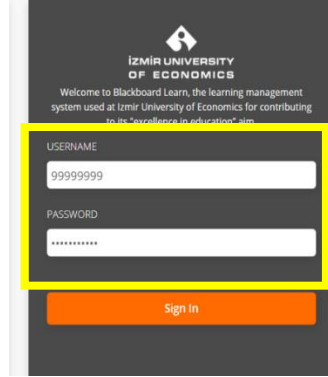 İZMİR UNIVERSITY
OF ECONOMICS
Welcome to Blackboard Learn, the learning management
system used at Izmir University of Economics for contributing
to its "excellence in education" aim
USERNAME
99999999
PASSWORD
•••••••••••
Sign In